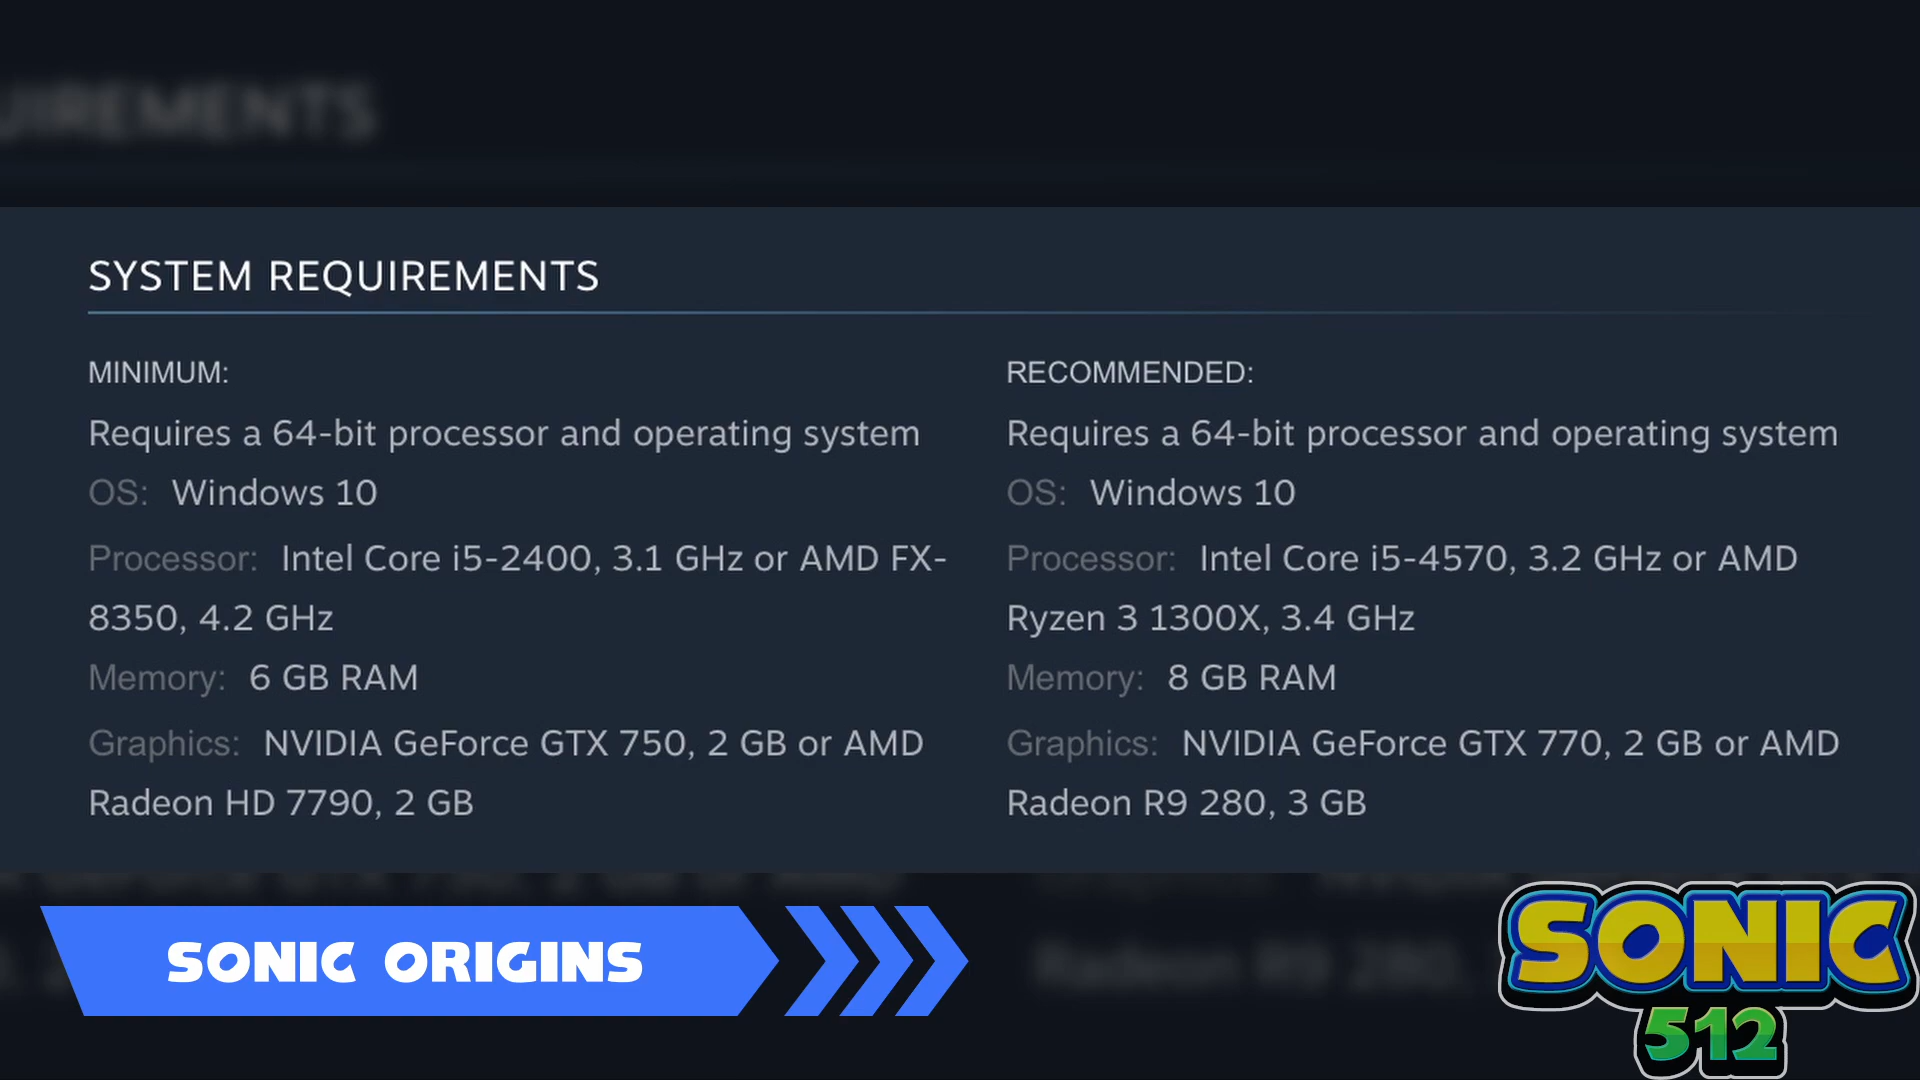 UIREMENTS
SYSTEM REQUIREMENTS
MINIMUM:
Requires a 64-bit processor and operating system
OS: Windows 10
Processor: Intel Core i5-2400, 3.1 GHz or AMD FX-
8350, 4.2 GHz
Memory: 6 GB RAM
Graphics: NVIDIA GeForce GTX 750, 2 GB or AMD
Radeon HD 7790, 2 GB
RECOMMENDED:
Requires a 64-bit processor and operating system
OS: Windows 10
Processor: Intel Core i5-4570, 3.2 GHz or AMD
Ryzen 3 1300X, 3.4 GHz
Memory: 8 GB RAM
Graphics: NVIDIA GeForce GTX 770, 2 GB or AMD
Radeon R9 280, 3 GB
Radeon R9 280,
SONIC ORIGINS
SONIC
512